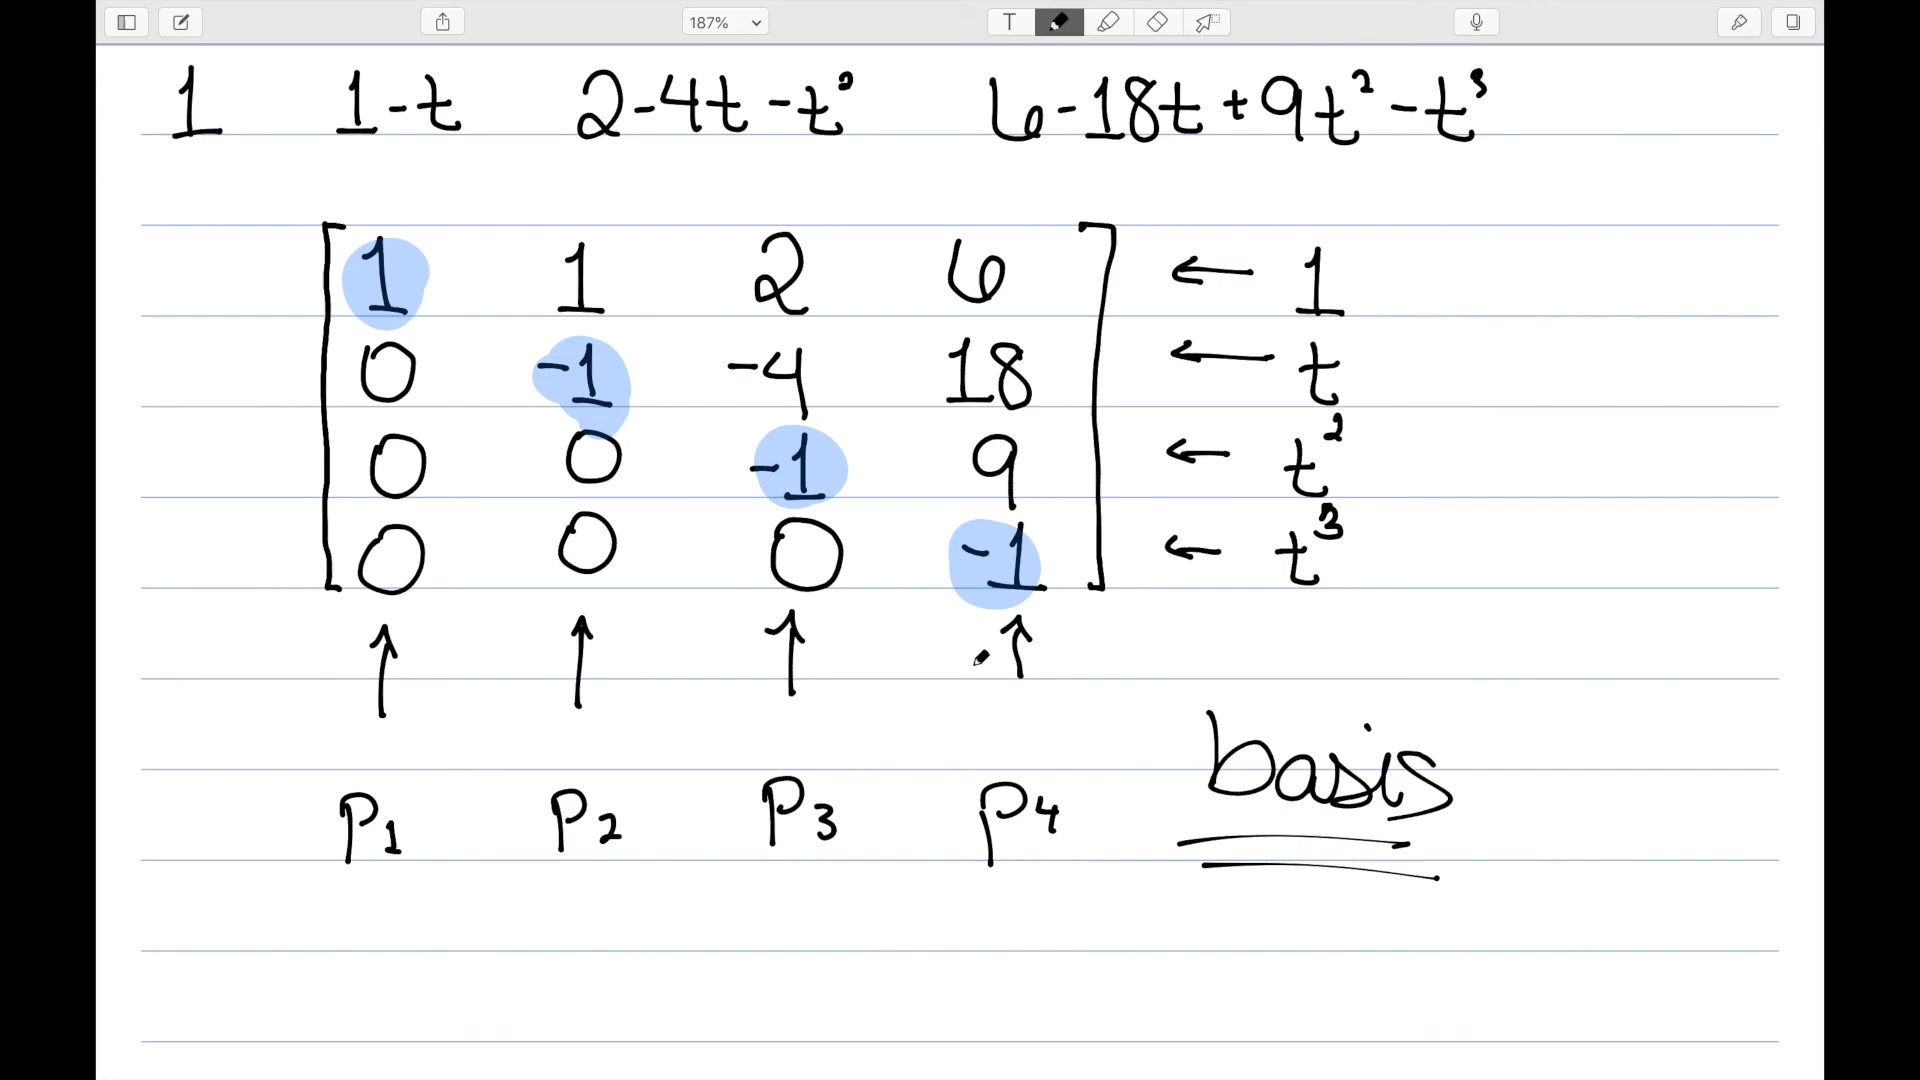 187%
T
1 1-t 2-4t-t² 6-18t+9t²-t³
1 1 2 6 ← 1
0 -1 -4 18 ← t
0 0 -1 9 ← t²
0 0 0 -1 ← t³
↑ ↑ ↑ ↑
p₁ p₂ p₃ p₄ basis